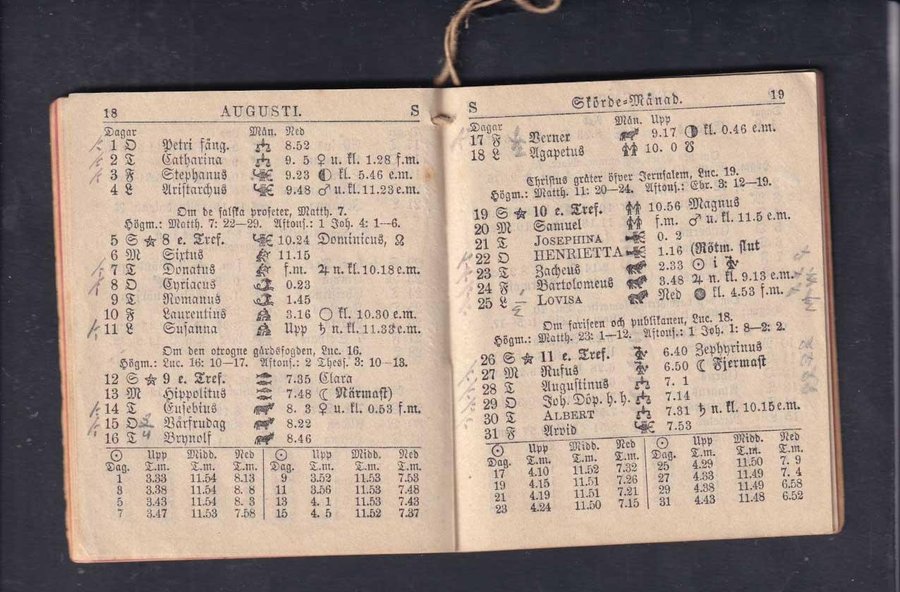 18 AUGUSTI. S
Dagar Mån. Ned
1 O Petri fäng. 8.52
2 T Catharina 9. 5 ♀ u. kl. 1.28 f.m.
3 F Stephanus 9.23 kl. 5.46 e.m.
4 L Aristarchus 9.48 ♂ u. kl. 11.23 e.m.
Om de falska profeter, Matth. 7.
Högm.: Matth. 7: 22–29. Aftons.: 1 Joh. 4: 1–6.
5 S 8 e. Tref. 10.24 Dominicus, ☊
6 M Sixtus 11.15
7 T Donatus f.m. ♃ n. kl. 10.18 e.m.
8 O Cyriacus 0.23
9 T Romanus 1.45
10 F Laurentius 3.16 kl. 10.30 e.m.
11 L Susanna Upp ♄ n. kl. 11.38 e.m.
Om den otrogne gårdsfogden, Luc. 16.
Högm.: Luc. 16: 10–17. Aftons.: 2 Thess. 3: 10–13.
12 S 9 e. Tref. 7.35 Clara
13 M Hippolitus 7.48 (☾ Närmast)
14 T Eusebius 8. 3 ♀ u. kl. 0.53 f.m.
15 O Vårfrudag 8.22
16 T Brynolf 8.46
☉ Upp Midd. Ned ☉ Upp Midd. Ned
Dag. T.m. T.m. T.m. Dag. T.m. T.m. T.m.
1 3.33 11.54 8.13 9 3.52 11.53 7.53
3 3.38 11.54 8. 8 11 3.56 11.53 7.48
5 3.43 11.54 8. 3 13 4. 1 11.53 7.43
7 3.47 11.53 7.58 15 4. 5 11.52 7.37
S Skörde-Månad. 19
Dagar Mån. Upp
17 F Verner 9.17 kl. 0.46 e.m.
18 L Agapetus 10. 0 ☋
Christus gråter öfver Jerusalem, Luc. 19.
Högm.: Matth. 11: 20–24. Aftons.: Ebr. 3: 12–19.
19 S 10 e. Tref. 10.56 Magnus
20 M Samuel f.m. ♂ u. kl. 11.5 e.m.
21 T JOSEPHINA 0. 2
22 O HENRIETTA 1.16 (Rötm. slut
23 T Zacheus 2.33 ☉ i
24 F Bartolomeus 3.48 ♃ n. kl. 9.13 e.m.
25 L LOVISA Ned kl. 4.53 f.m.
Om fariseen och publikanen, Luc. 18.
Högm.: Matth. 23: 1–12. Aftons.: 1 Joh. 1: 8–2: 2.
26 S 11 e. Tref. 6.40 Zephyrinus
27 M Rufus 6.50 (☾ Fjermast
28 T Augustinus 7. 1
29 O Joh. Döp. h. h. 7.14
30 T ALBERT 7.31 ♄ n. kl. 10.15 e.m.
31 F Arvid 7.53
☉ Upp Midd. Ned ☉ Upp Midd. Ned
Dag. T.m. T.m. T.m. Dag. T.m. T.m. T.m.
17 4.10 11.52 7.32 25 4.29 11.50 7. 9
19 4.15 11.51 7.26 27 4.33 11.49 7. 4
21 4.19 11.51 7.21 29 4.38 11.49 6.58
23 4.24 11.50 7.15 31 4.43 11.48 6.52